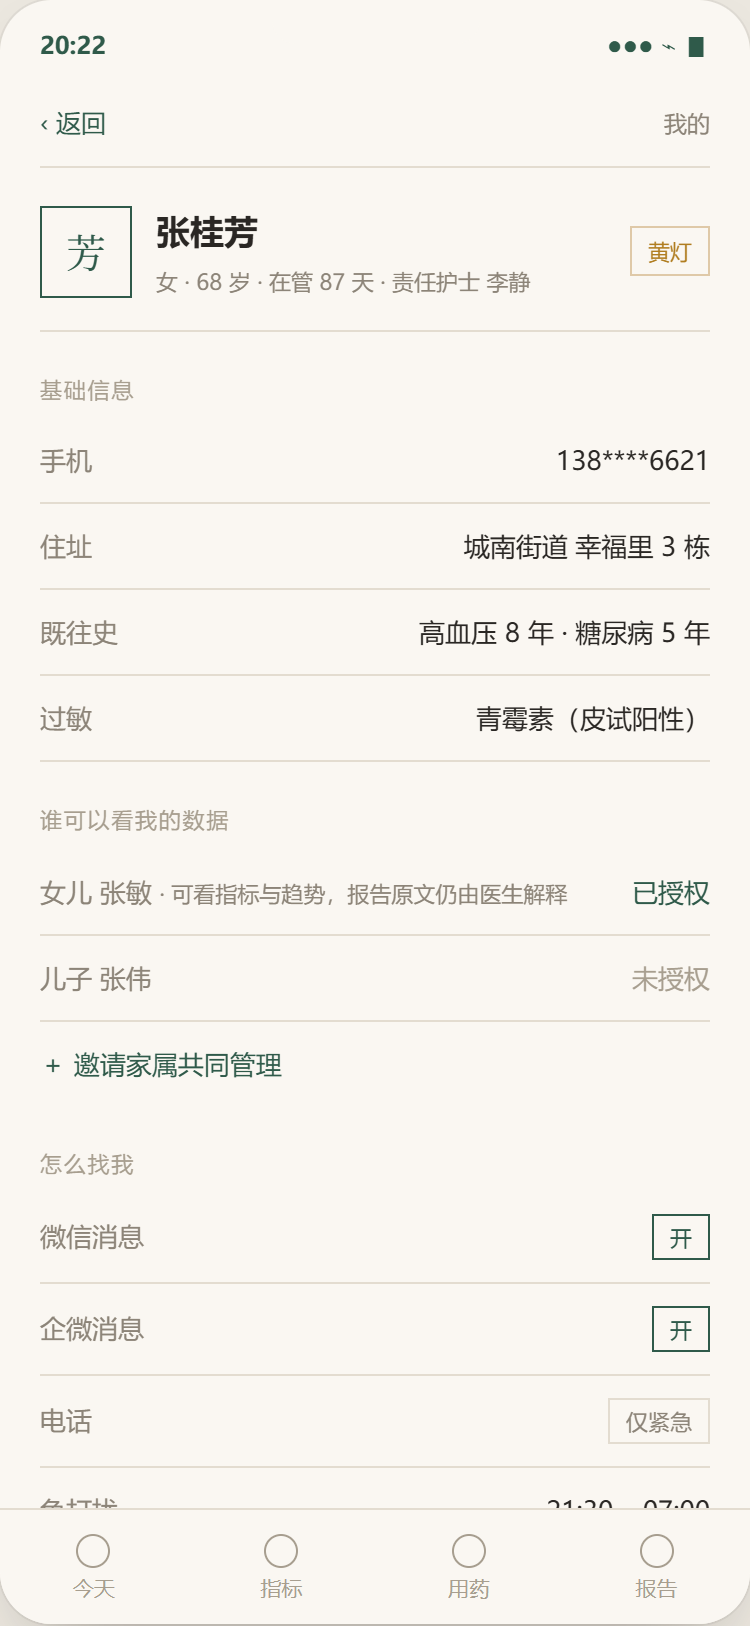 20:22
‹ 返回
我的
芳
张桂芳
女 · 68 岁 · 在管 87 天 · 责任护士 李静
黄灯
基础信息
手机 138****6621
住址 城南街道 幸福里 3 栋
既往史 高血压 8 年 · 糖尿病 5 年
过敏 青霉素（皮试阳性）
谁可以看我的数据
女儿 张敏 · 可看指标与趋势，报告原文仍由医生解释 已授权
儿子 张伟 未授权
+ 邀请家属共同管理
怎么找我
微信消息 开
企微消息 开
电话 仅紧急
免打扰 21:30 – 07:00
今天 指标 用药 报告